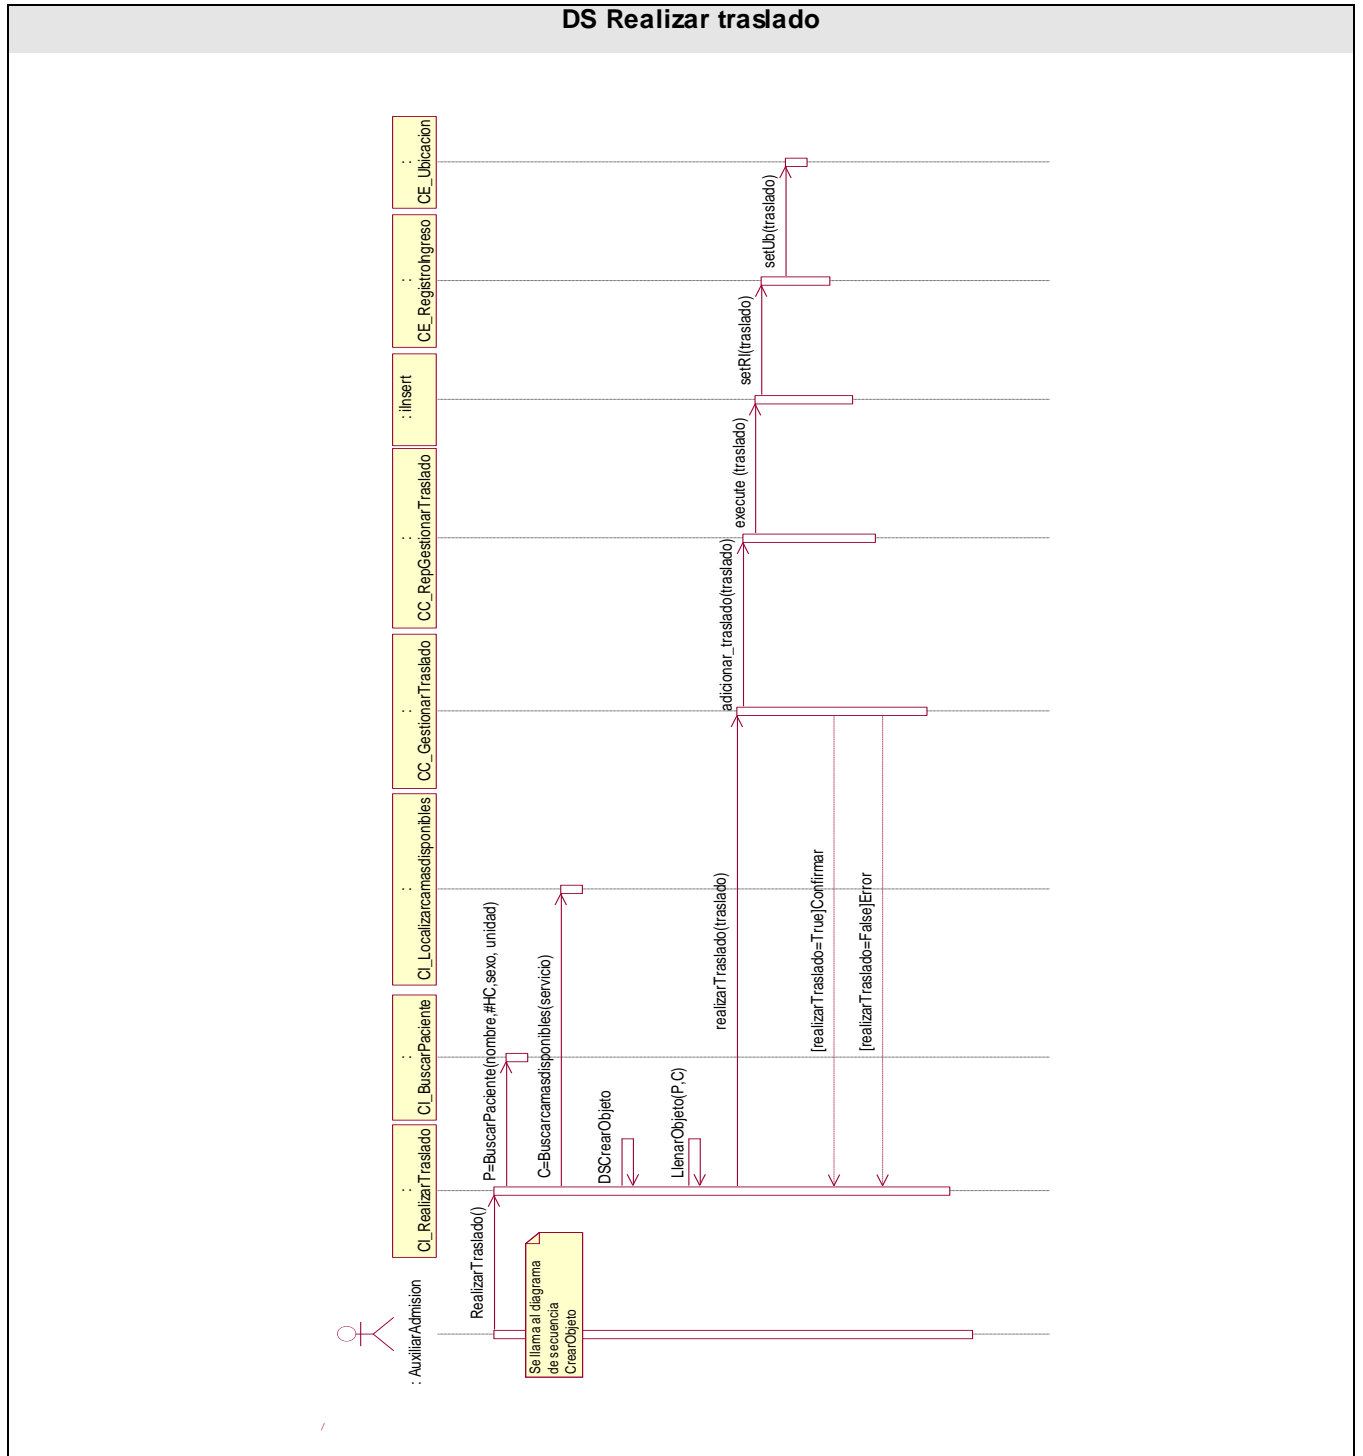 DS Realizar traslado
: AuxiliarAdmision
:
CI_RealizarTraslado
:
CI_BuscarPaciente
:
CI_Localizarcamasdisponibles
:
CC_GestionarTraslado
:
CC_RepGestionarTraslado
: iInsert
:
CE_RegistroIngreso
:
CE_Ubicacion
RealizarTraslado()
P=BuscarPaciente(nombre,#HC,sexo, unidad)
Se llama al diagrama
de secuencia
CrearObjeto
C=Buscarcamasdisponibles(servicio)
DSCrearObjeto
LlenarObjeto(P,C)
realizarTraslado(traslado)
adicionar_traslado(traslado)
execute (traslado)
setRI(traslado)
setUb(traslado)
[realizarTraslado=True]Confirmar
[realizarTraslado=False]Error
/